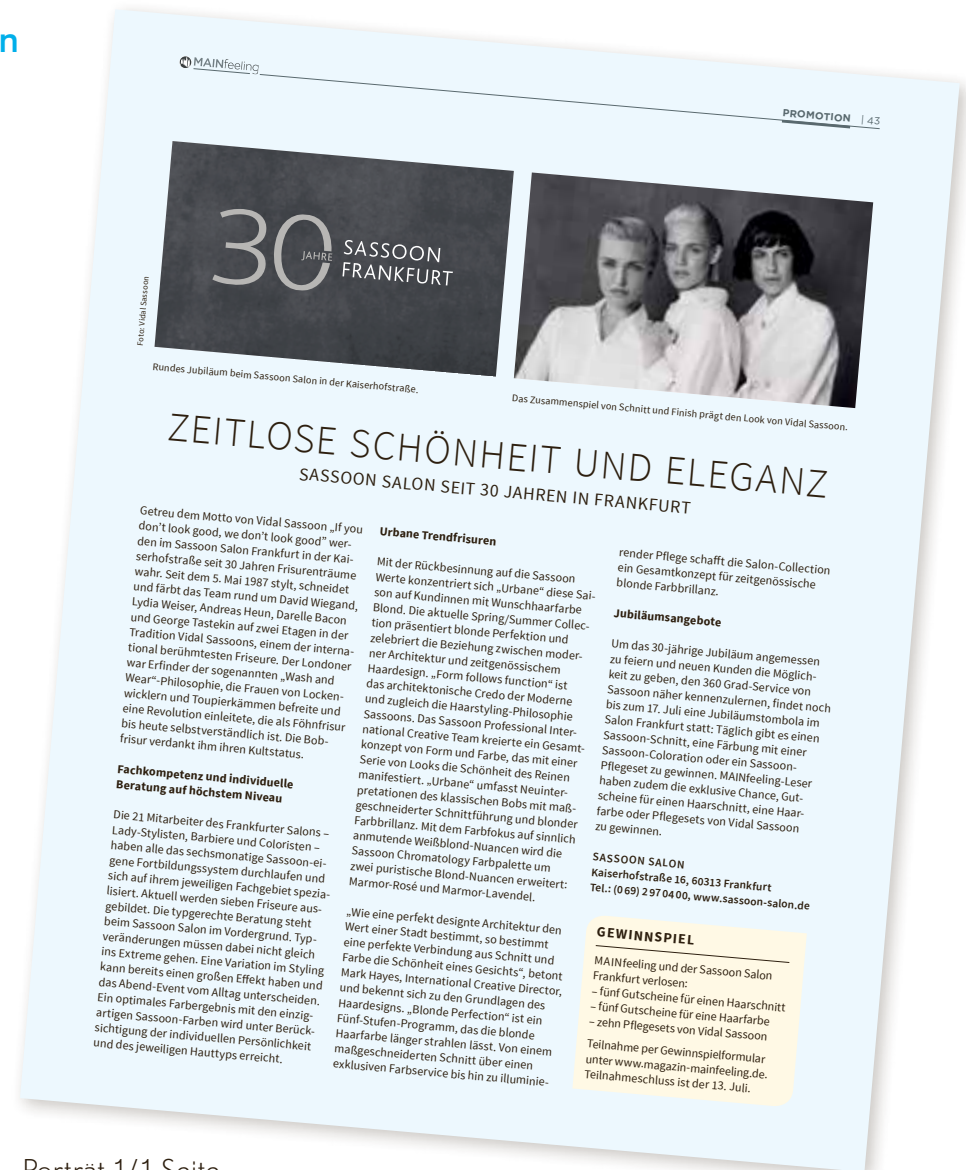 n
MAINfeeling
PROMOTION | 43
30 JAHRE SASSOON
FRANKFURT
Foto: Vidal Sassoon
Rundes Jubiläum beim Sassoon Salon in der Kaiserhofstraße.
Das Zusammenspiel von Schnitt und Finish prägt den Look von Vidal Sassoon.
ZEITLOSE SCHÖNHEIT UND ELEGANZ
SASSOON SALON SEIT 30 JAHREN IN FRANKFURT
Getreu dem Motto von Vidal Sassoon „If you
don't look good, we don't look good” wer-
den im Sassoon Salon Frankfurt in der Kai-
serhofstraße seit 30 Jahren Frisurenträume
wahr. Seit dem 5. Mai 1987 stylt, schneidet
und färbt das Team rund um David Wiegand,
Lydia Weiser, Andreas Heun, Darelle Bacon
und George Tastekin auf zwei Etagen in der
Tradition Vidal Sassoons, einem der interna-
tional berühmtesten Friseure. Der Londoner
war Erfinder der sogenannten „Wash and
Wear“-Philosophie, die Frauen von Locken-
wicklern und Toupierkämmen befreite und
eine Revolution einleitete, die als Föhnfrisur
bis heute selbstverständlich ist. Die Bob-
frisur verdankt ihm ihren Kultstatus.
Fachkompetenz und individuelle
Beratung auf höchstem Niveau
Die 21 Mitarbeiter des Frankfurter Salons –
Lady-Stylisten, Barbiere und Coloristen –
haben alle das sechsmonatige Sassoon-ei-
gene Fortbildungssystem durchlaufen und
sich auf ihrem jeweiligen Fachgebiet spezia-
lisiert. Aktuell werden sieben Friseure aus-
gebildet. Die typgerechte Beratung steht
beim Sassoon Salon im Vordergrund. Typ-
veränderungen müssen dabei nicht gleich
ins Extreme gehen. Eine Variation im Styling
kann bereits einen großen Effekt haben und
das Abend-Event vom Alltag unterscheiden.
Ein optimales Farbergebnis mit den einzig-
artigen Sassoon-Farben wird unter Berück-
sichtigung der individuellen Persönlichkeit
und des jeweiligen Hauttyps erreicht.
Urbane Trendfrisuren
Mit der Rückbesinnung auf die Sassoon
Werte konzentriert sich „Urbane“ diese Sai-
son auf Kundinnen mit Wunschhaarfarbe
Blond. Die aktuelle Spring/Summer Collec-
tion präsentiert blonde Perfektion und
zelebriert die Beziehung zwischen moder-
ner Architektur und zeitgenössischem
Haardesign. „Form follows function“ ist
das architektonische Credo der Moderne
und zugleich die Haarstyling-Philosophie
Sassoons. Das Sassoon Professional Inter-
national Creative Team kreierte ein Gesamt-
konzept von Form und Farbe, das mit einer
Serie von Looks die Schönheit des Reinen
manifestiert. „Urbane“ umfasst Neuinter-
pretationen des klassischen Bobs mit maß-
geschneiderter Schnittführung und blonder
Farbbrillanz. Mit dem Farbfokus auf sinnlich
anmutende Weißblond-Nuancen wird die
Sassoon Chromatology Farbpalette um
zwei puristische Blond-Nuancen erweitert:
Marmor-Rosé und Marmor-Lavendel.
„Wie eine perfekt designte Architektur den
Wert einer Stadt bestimmt, so bestimmt
eine perfekte Verbindung aus Schnitt und
Farbe die Schönheit eines Gesichts“, betont
Mark Hayes, International Creative Director,
und bekennt sich zu den Grundlagen des
Haardesigns. „Blonde Perfection“ ist ein
Fünf-Stufen-Programm, das die blonde
Haarfarbe länger strahlen lässt. Von einem
maßgeschneiderten Schnitt über einen
exklusiven Farbservice bis hin zu illuminie-
render Pflege schafft die Salon-Collection
ein Gesamtkonzept für zeitgenössische
blonde Farbbrillanz.
Jubiläumsangebote
Um das 30-jährige Jubiläum angemessen
zu feiern und neuen Kunden die Möglich-
keit zu geben, den 360 Grad-Service von
Sassoon näher kennenzulernen, findet noch
bis zum 17. Juli eine Jubiläumstombola im
Salon Frankfurt statt: Täglich gibt es einen
Sassoon-Schnitt, eine Färbung mit einer
Sassoon-Coloration oder ein Sassoon-
Pflegeset zu gewinnen. MAINfeeling-Leser
haben zudem die exklusive Chance, Gut-
scheine für einen Haarschnitt, eine Haar-
farbe oder Pflegesets von Vidal Sassoon
zu gewinnen.
SASSOON SALON
Kaiserhofstraße 16, 60313 Frankfurt
Tel.: (0 69) 2 97 04 00, www.sassoon-salon.de
GEWINNSPIEL
MAINfeeling und der Sassoon Salon
Frankfurt verlosen:
– fünf Gutscheine für einen Haarschnitt
– fünf Gutscheine für eine Haarfarbe
– zehn Pflegesets von Vidal Sassoon
Teilnahme per Gewinnspielformular
unter www.magazin-mainfeeling.de.
Teilnahmeschluss ist der 13. Juli.
Porträt 1/1 Seite